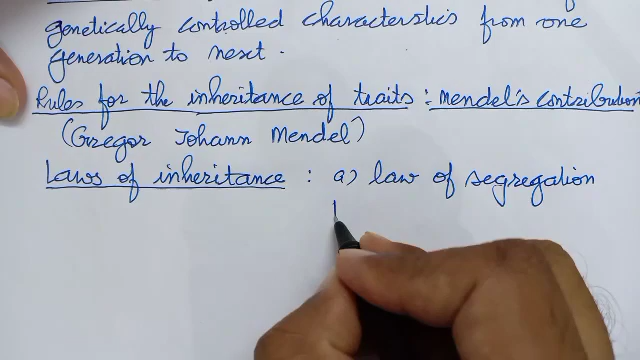 genetically controlled characterstics from one
generation to next.
Rules for the inheritance of traits : Mendel's contribution
(Gregor Johann Mendel)
Laws of inheritance : a) law of segregation